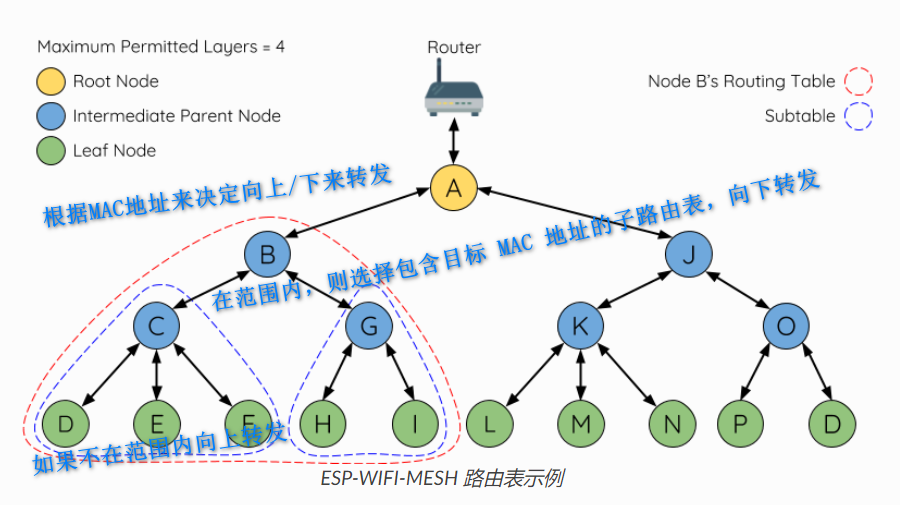 Maximum Permitted Layers = 4
Router
Root Node
Node B's Routing Table
Intermediate Parent Node
Subtable
Leaf Node
根据MAC地址来决定向上/下来转发
A
B
J
在范围内，则选择包含目标 MAC 地址的子路由表，向下转发
C
G
K
O
D
E
F
H
I
L
M
N
P
D
如果不在范围内向上转发
ESP-WIFI-MESH 路由表示例